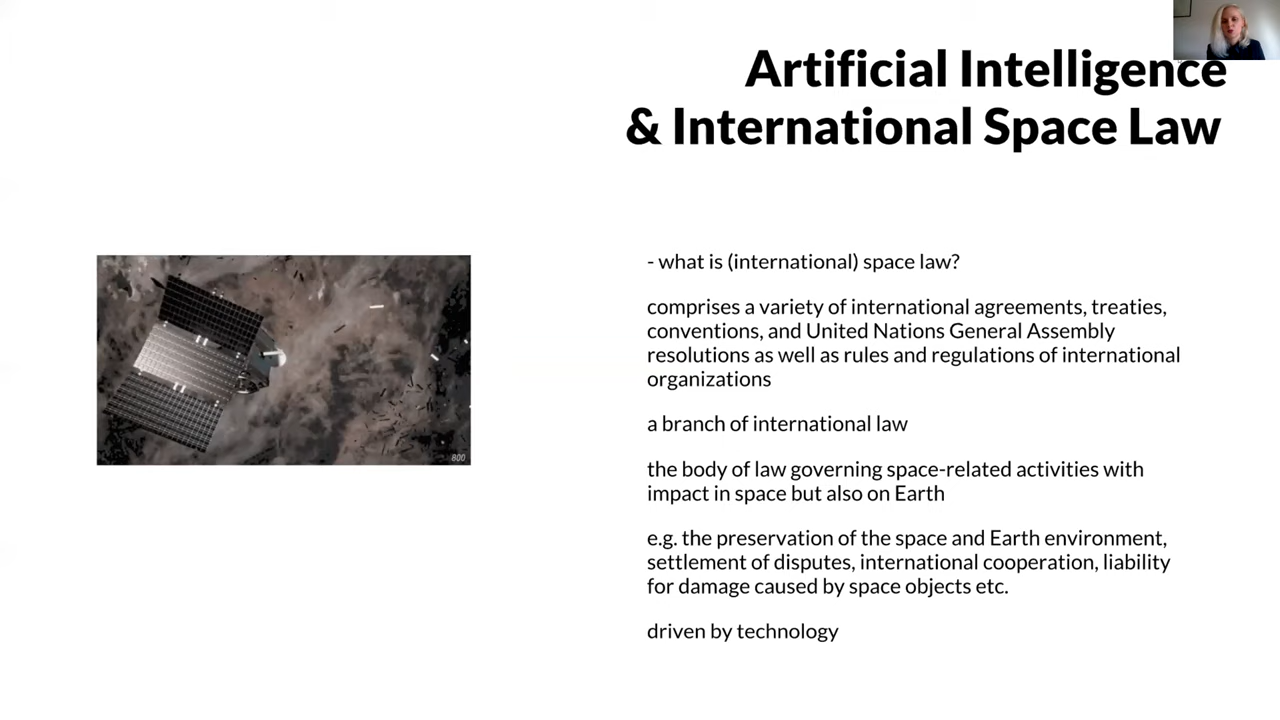 Artificial Intelligence
& International Space Law
- what is (international) space law?
comprises a variety of international agreements, treaties,
conventions, and United Nations General Assembly
resolutions as well as rules and regulations of international
organizations
a branch of international law
the body of law governing space-related activities with
impact in space but also on Earth
e.g. the preservation of the space and Earth environment,
settlement of disputes, international cooperation, liability
for damage caused by space objects etc.
driven by technology
800